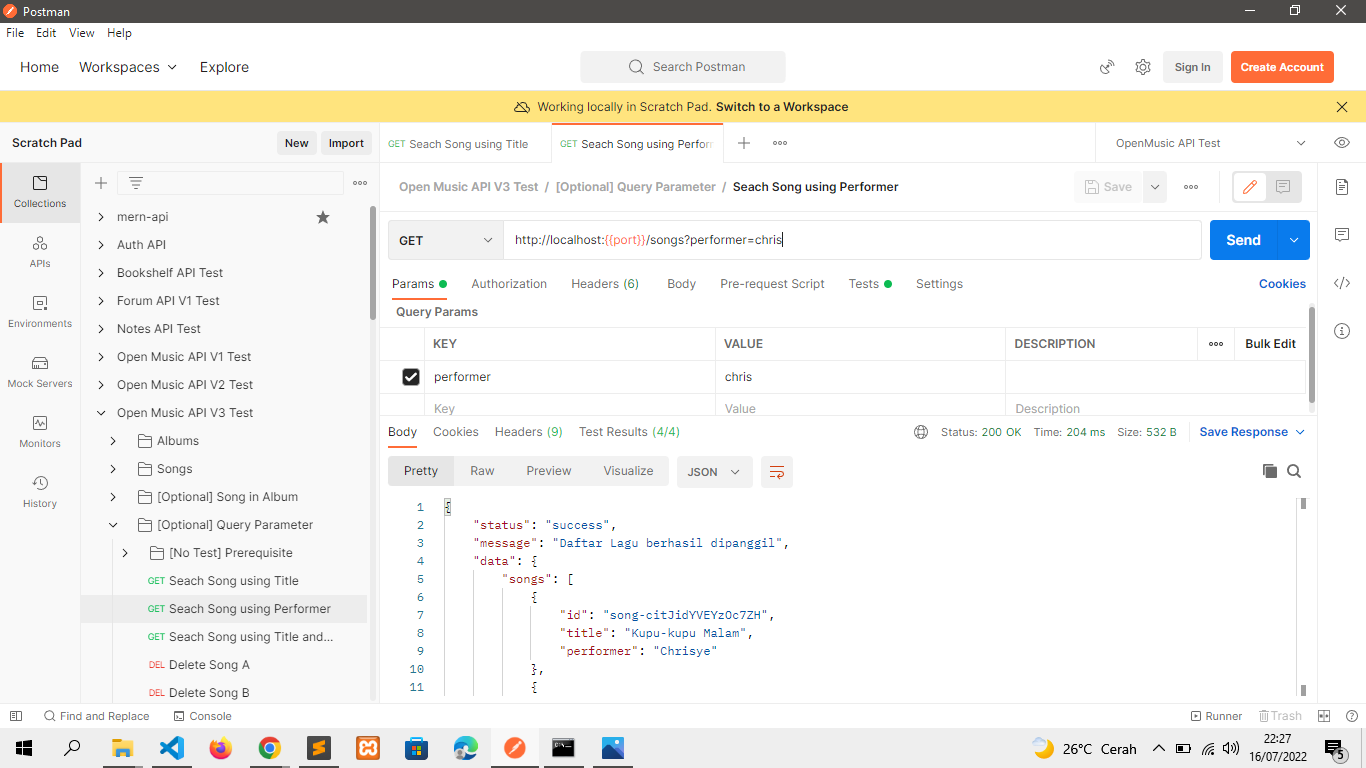 Postman
File Edit View Help
Home Workspaces Explore Search Postman Sign In Create Account
Working locally in Scratch Pad. Switch to a Workspace
Scratch Pad New Import GET Seach Song using Title GET Seach Song using Perforn OpenMusic API Test
Open Music API V3 Test / [Optional] Query Parameter / Seach Song using Performer Save
Collections
APIs
Environments
Mock Servers
Monitors
History
mern-api
Auth API
Bookshelf API Test
Forum API V1 Test
Notes API Test
Open Music API V1 Test
Open Music API V2 Test
Open Music API V3 Test
Albums
Songs
[Optional] Song in Album
[Optional] Query Parameter
[No Test] Prerequisite
GET Seach Song using Title
GET Seach Song using Performer
GET Seach Song using Title and...
DEL Delete Song A
DEL Delete Song B
GET http://localhost:{{port}}/songs?performer=chris Send
Params Authorization Headers (6) Body Pre-request Script Tests Settings Cookies
Query Params
KEY VALUE DESCRIPTION Bulk Edit
performer chris
Key Value Description
Body Cookies Headers (9) Test Results (4/4) Status: 200 OK Time: 204 ms Size: 532 B Save Response
Pretty Raw Preview Visualize JSON
1 {
2 "status": "success",
3 "message": "Daftar Lagu berhasil dipanggil",
4 "data": {
5 "songs": [
6 {
7 "id": "song-citJidYVEYzOc7ZH",
8 "title": "Kupu-kupu Malam",
9 "performer": "Chrisye"
10 },
11 {
Find and Replace Console Runner Trash
26°C Cerah 22:27
16/07/2022
5